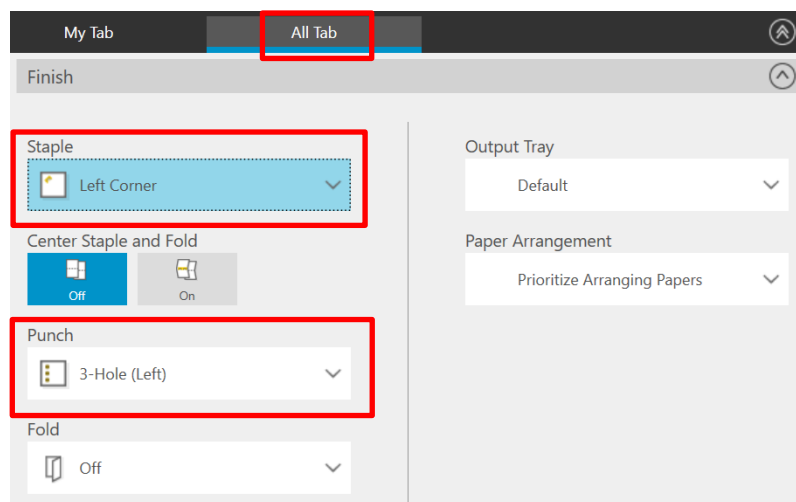 My Tab
All Tab
Finish
Staple
Left Corner
Center Staple and Fold
Off
On
Punch
3-Hole (Left)
Fold
Off
Output Tray
Default
Paper Arrangement
Prioritize Arranging Papers